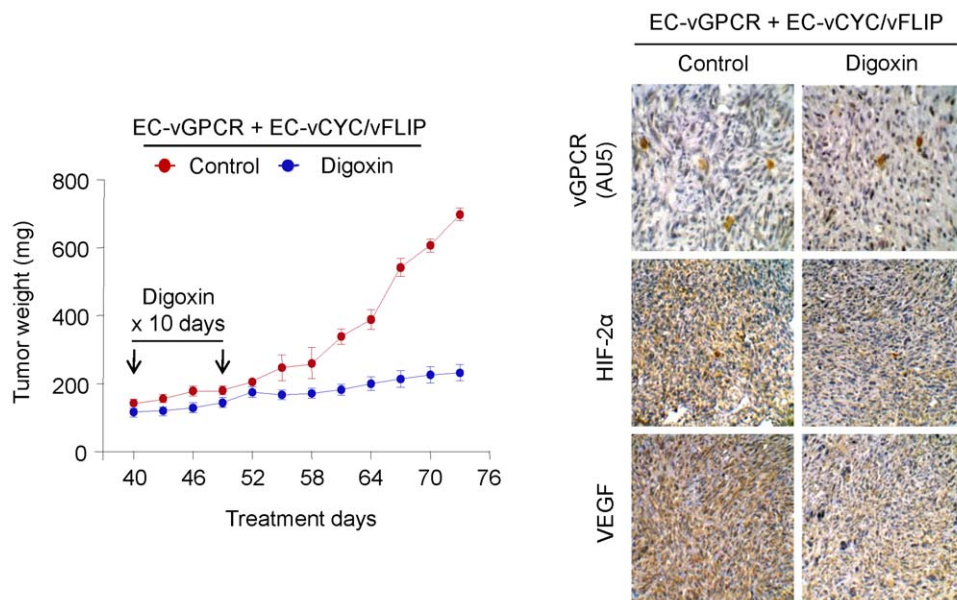 EC-vGPCR + EC-vCYC/vFLIP
Control Digoxin
800
600
400
200
0
Tumor weight (mg)
Digoxin
x 10 days
40 46 52 58 64 70 76
Treatment days
EC-vGPCR + EC-vCYC/vFLIP
Control Digoxin
vGPCR
(AU5)
HIF-2α
VEGF